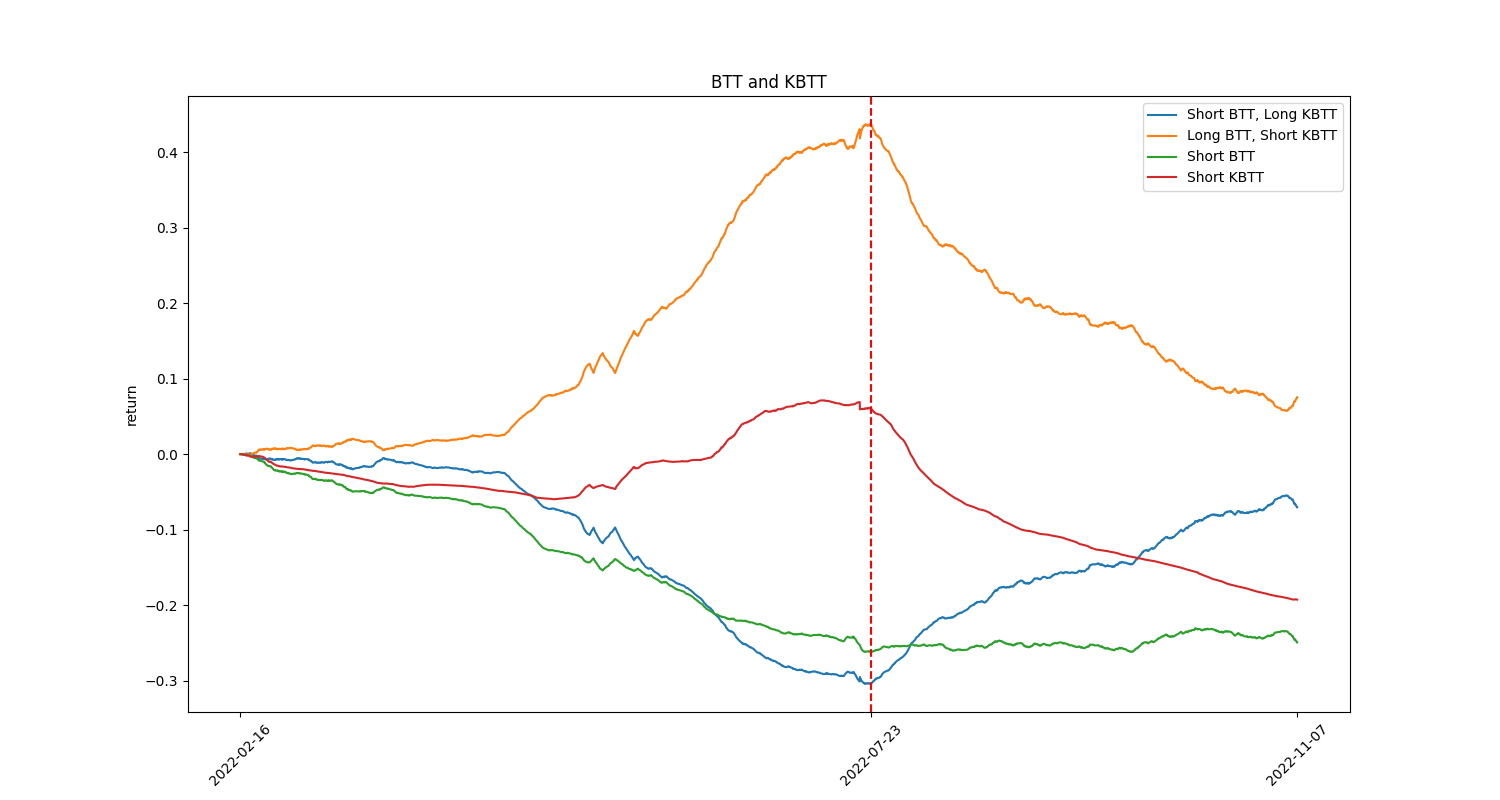 BTT and KBTT
Short BTT, Long KBTT
Long BTT, Short KBTT
Short BTT
Short KBTT
return
0.4
0.3
0.2
0.1
0.0
−0.1
−0.2
−0.3
2022-02-16
2022-07-23
2022-11-07